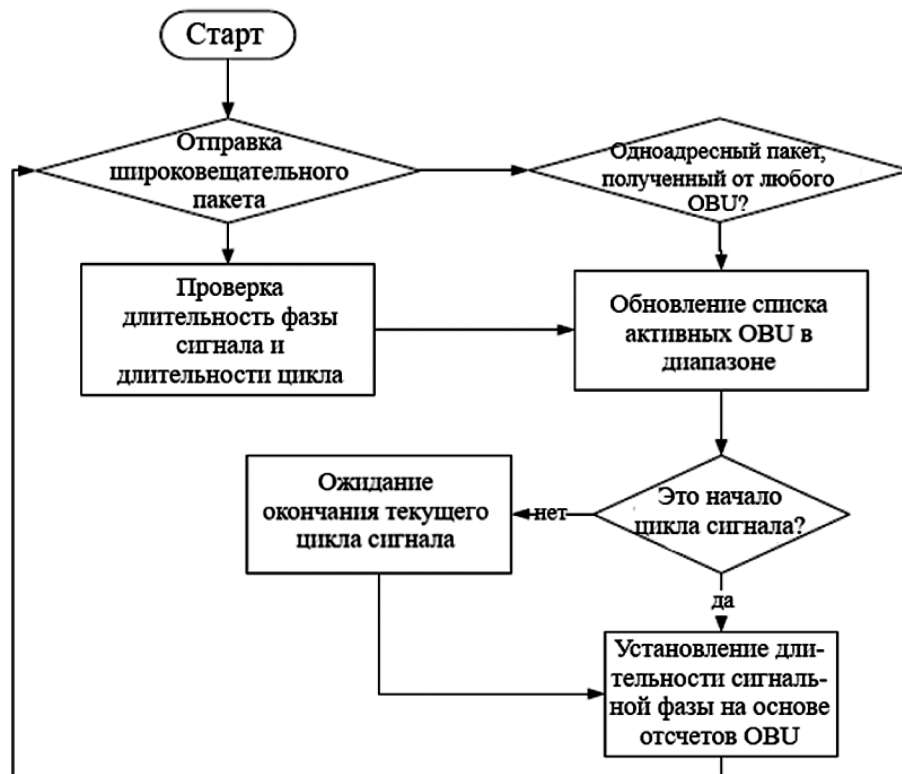 Старт
Отправка
широковещательного
пакета
Одноадресный пакет,
полученный от любого
OBU?
Проверка
длительность фазы
сигнала и
длительности цикла
Обновление списка
активных OBU в
диапазоне
Ожидание
окончания текущего
цикла сигнала
нет
Это начало
цикла сигнала?
да
Установление дли-
тельности сигналь-
ной фазы на основе
отсчетов OBU